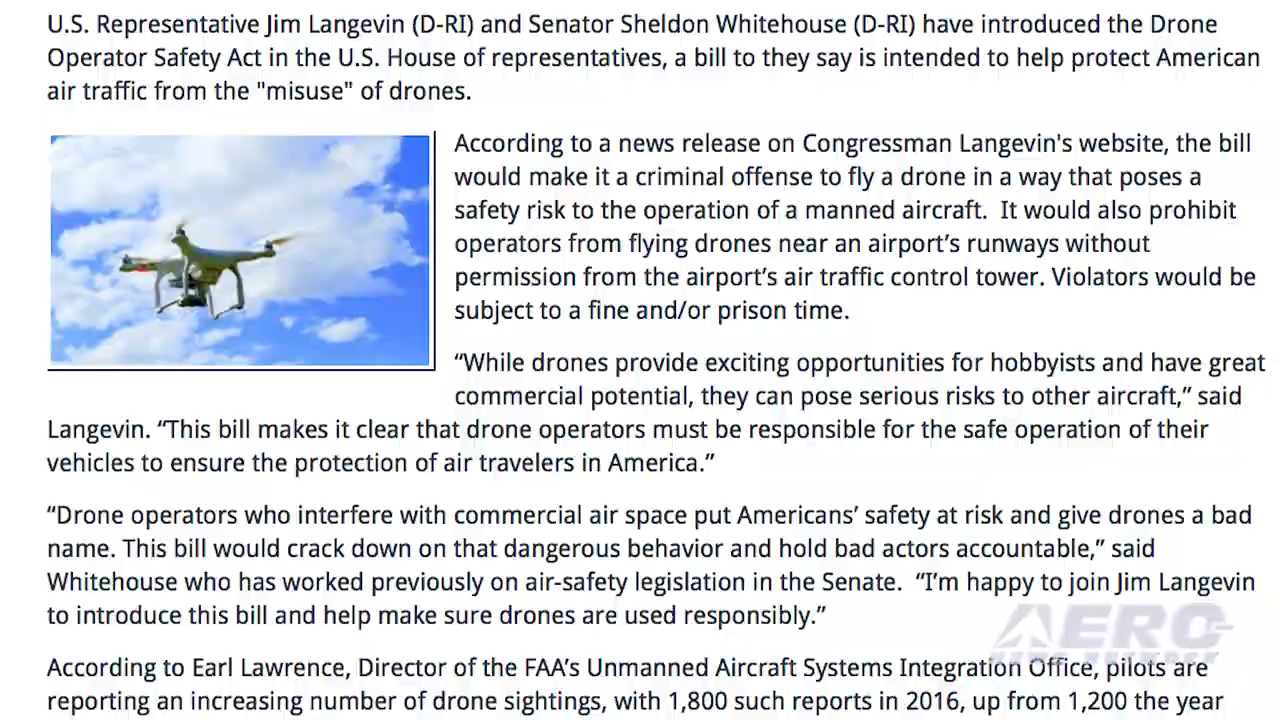 U.S. Representative Jim Langevin (D-RI) and Senator Sheldon Whitehouse (D-RI) have introduced the Drone
Operator Safety Act in the U.S. House of representatives, a bill to they say is intended to help protect American
air traffic from the "misuse" of drones.
According to a news release on Congressman Langevin's website, the bill
would make it a criminal offense to fly a drone in a way that poses a
safety risk to the operation of a manned aircraft.  It would also prohibit
operators from flying drones near an airport’s runways without
permission from the airport’s air traffic control tower. Violators would be
subject to a fine and/or prison time.
“While drones provide exciting opportunities for hobbyists and have great
commercial potential, they can pose serious risks to other aircraft,” said
Langevin. “This bill makes it clear that drone operators must be responsible for the safe operation of their
vehicles to ensure the protection of air travelers in America.”
“Drone operators who interfere with commercial air space put Americans’ safety at risk and give drones a bad
name. This bill would crack down on that dangerous behavior and hold bad actors accountable,” said
Whitehouse who has worked previously on air-safety legislation in the Senate.  “I’m happy to join Jim Langevin
to introduce this bill and help make sure drones are used responsibly.”
AERO
NEWS NETWORK
According to Earl Lawrence, Director of the FAA’s Unmanned Aircraft Systems Integration Office, pilots are
reporting an increasing number of drone sightings, with 1,800 such reports in 2016, up from 1,200 the year